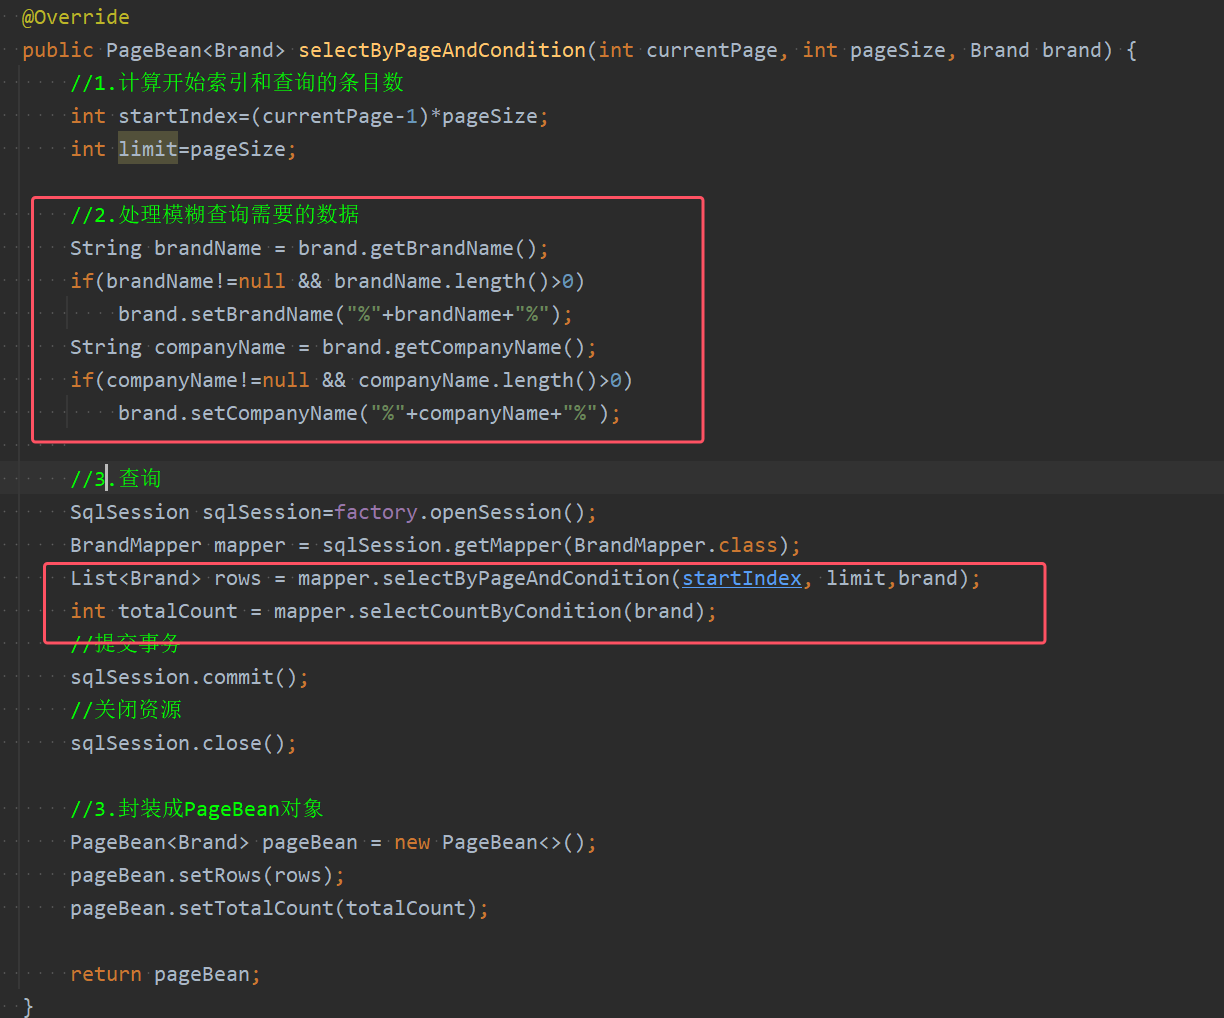 @Override
public PageBean<Brand> selectByPageAndCondition(int currentPage, int pageSize, Brand brand) {
//1.计算开始索引和查询的条目数
int startIndex=(currentPage-1)*pageSize;
int limit=pageSize;
//2.处理模糊查询需要的数据
String brandName = brand.getBrandName();
if(brandName!=null && brandName.length()>0)
brand.setBrandName("%"+brandName+"%");
String companyName = brand.getCompanyName();
if(companyName!=null && companyName.length()>0)
brand.setCompanyName("%"+companyName+"%");
//3.查询
SqlSession sqlSession=factory.openSession();
BrandMapper mapper = sqlSession.getMapper(BrandMapper.class);
List<Brand> rows = mapper.selectByPageAndCondition(startIndex, limit,brand);
int totalCount = mapper.selectCountByCondition(brand);
//提交事务
sqlSession.commit();
//关闭资源
sqlSession.close();
//3.封装成PageBean对象
PageBean<Brand> pageBean = new PageBean<>();
pageBean.setRows(rows);
pageBean.setTotalCount(totalCount);
return pageBean;
}